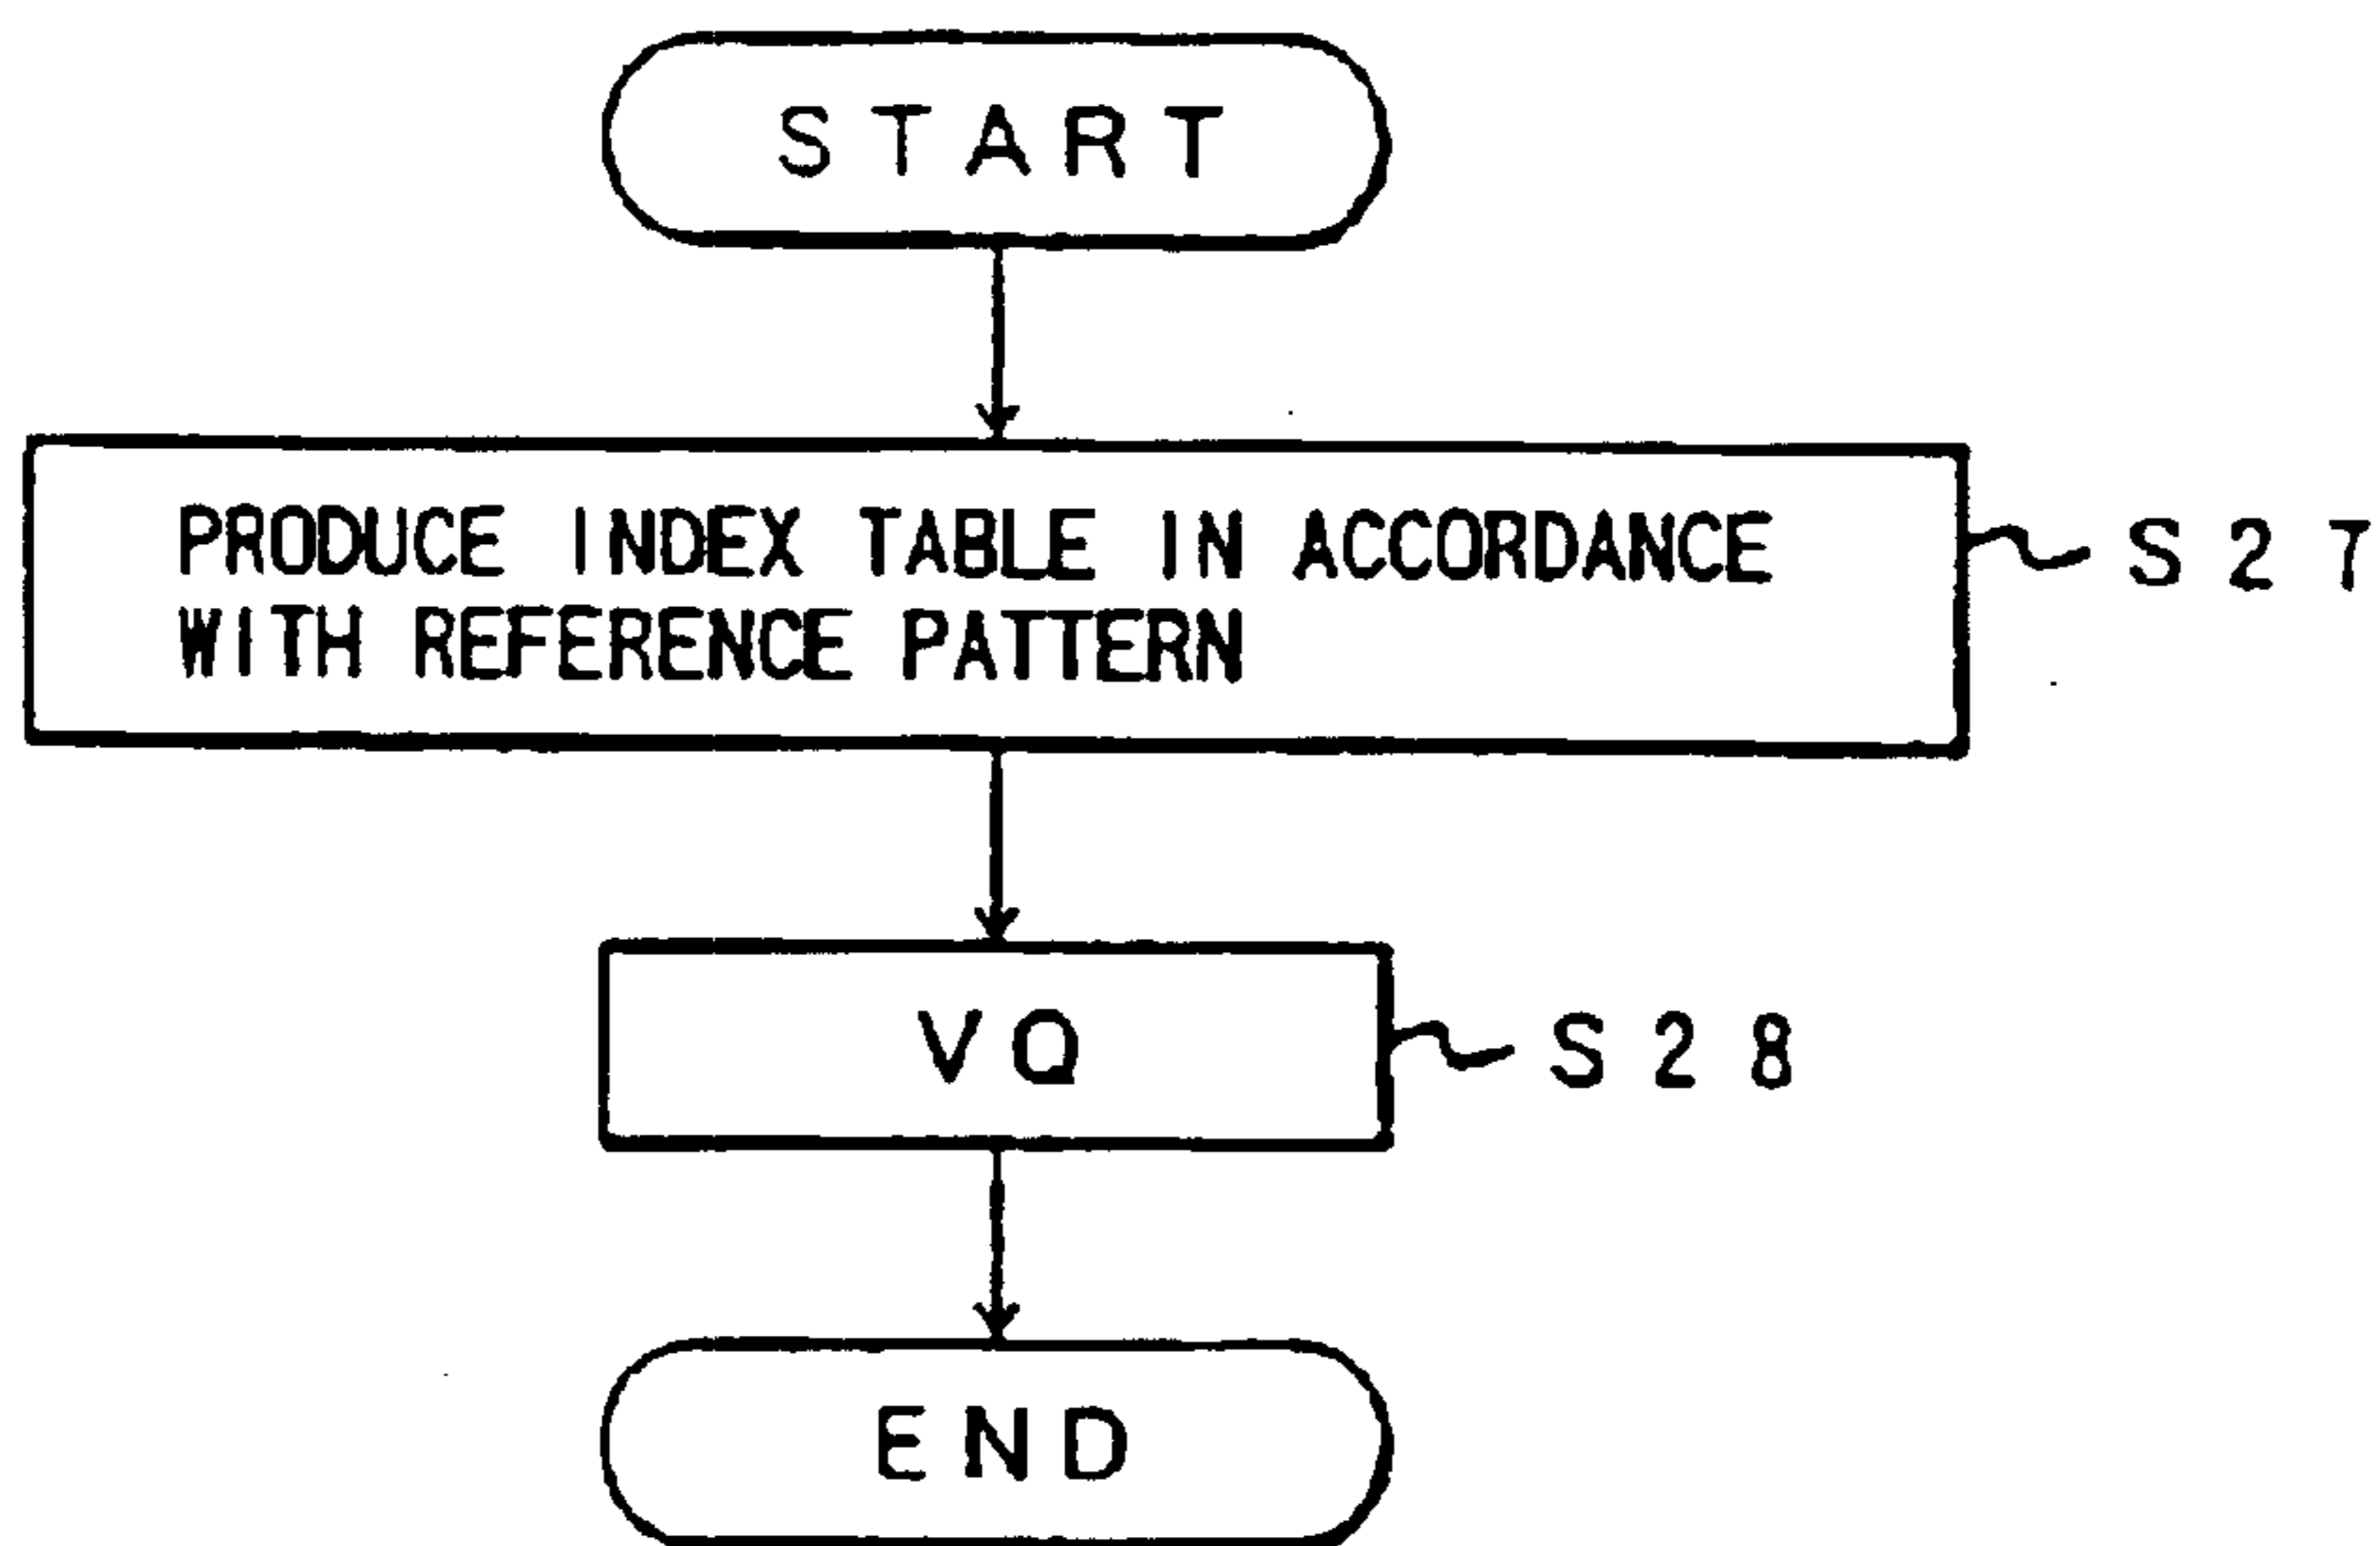 START
PRODUCE INDEX TABLE IN ACCORDANCE
WITH REFERENCE PATTERN
S27
VQ
S28
END